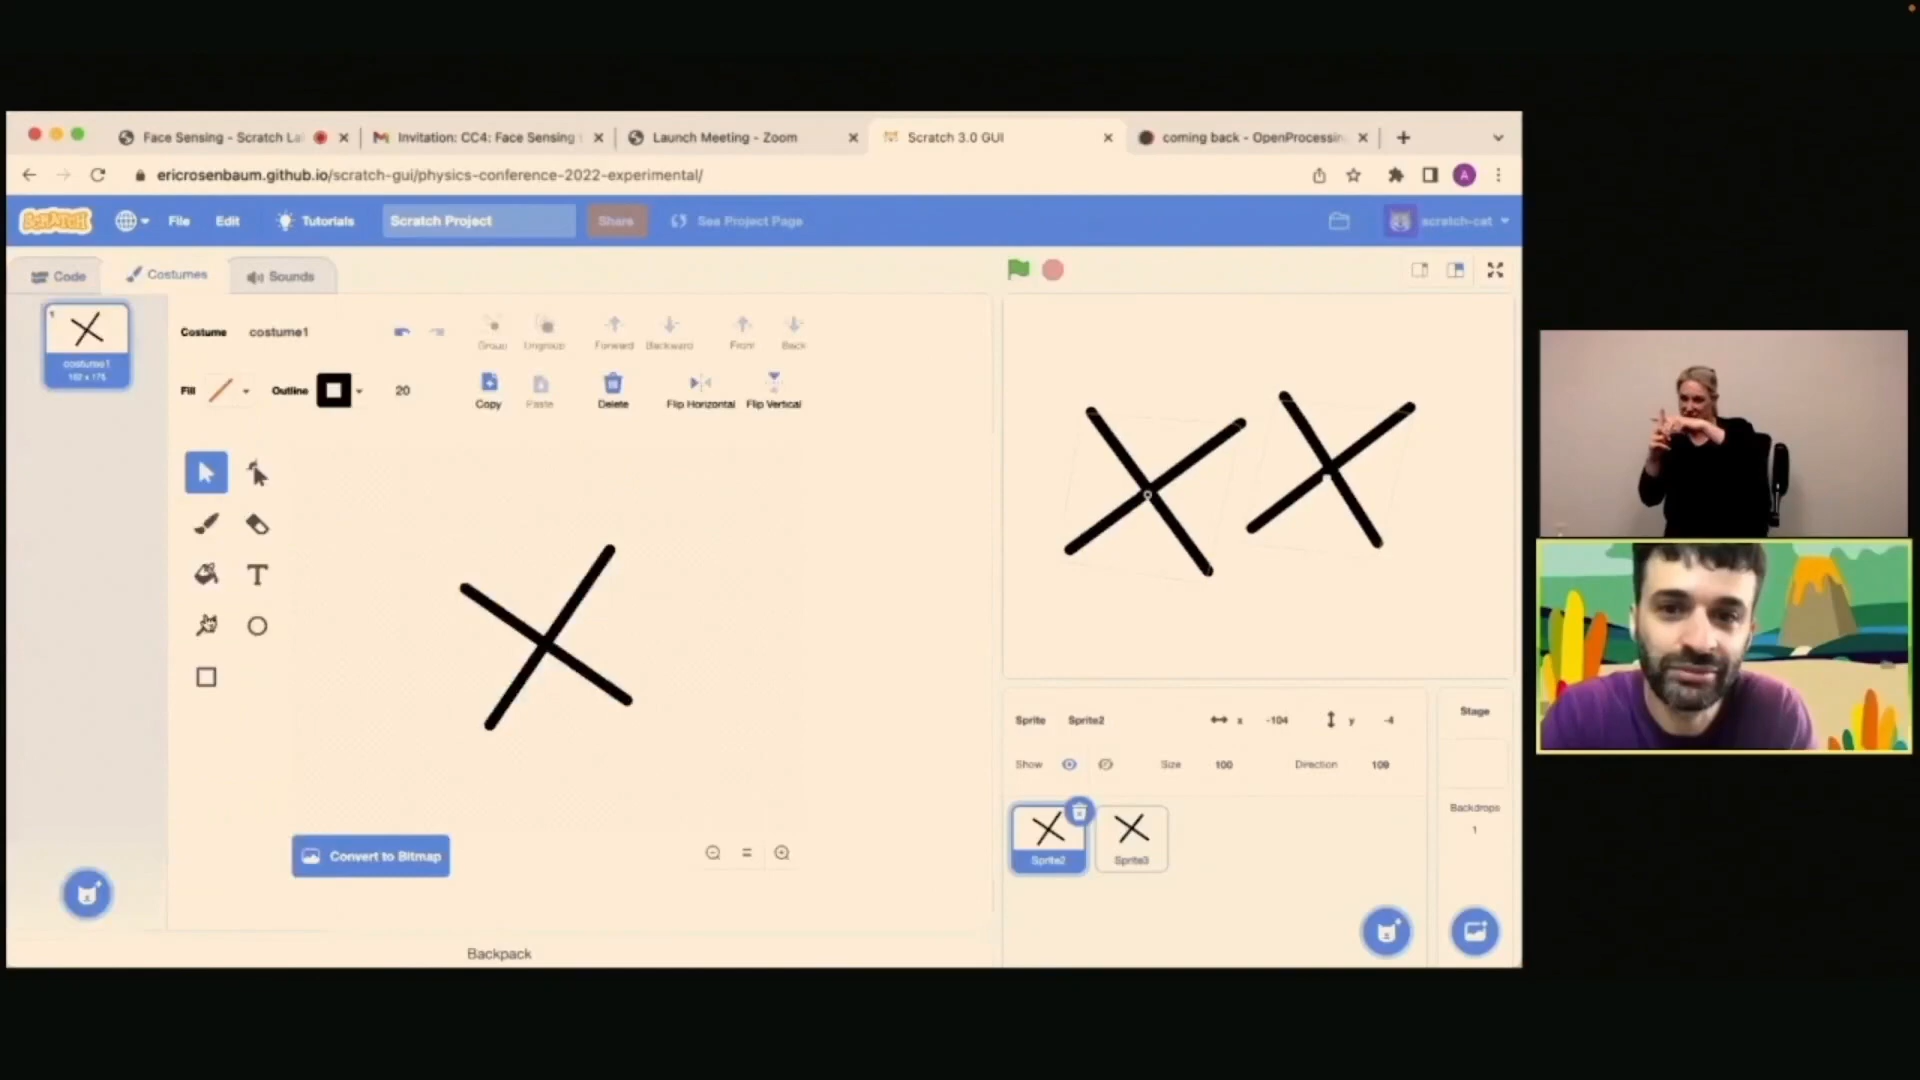 Face Sensing - Scratch La
Invitation: CC4: Face Sensing
Launch Meeting - Zoom
Scratch 3.0 GUI
coming back - OpenProcessin
ericrosenbaum.github.io/scratch-gui/physics-conference-2022-experimental/
A
SCRATCH
File
Edit
Tutorials
Scratch Project
Share
See Project Page
scratch-cat
Code
Costumes
Sounds
1
costume1
Costume
costume1
Group
Ungroup
Forward
Backward
Front
Back
Fill
Outline
20
Copy
Paste
Delete
Flip Horizontal
Flip Vertical
T
Convert to Bitmap
Backpack
Sprite
Sprite2
x
-104
y
-4
Show
Size
100
Direction
109
Sprite2
Sprite3
Stage
Backdrops
1